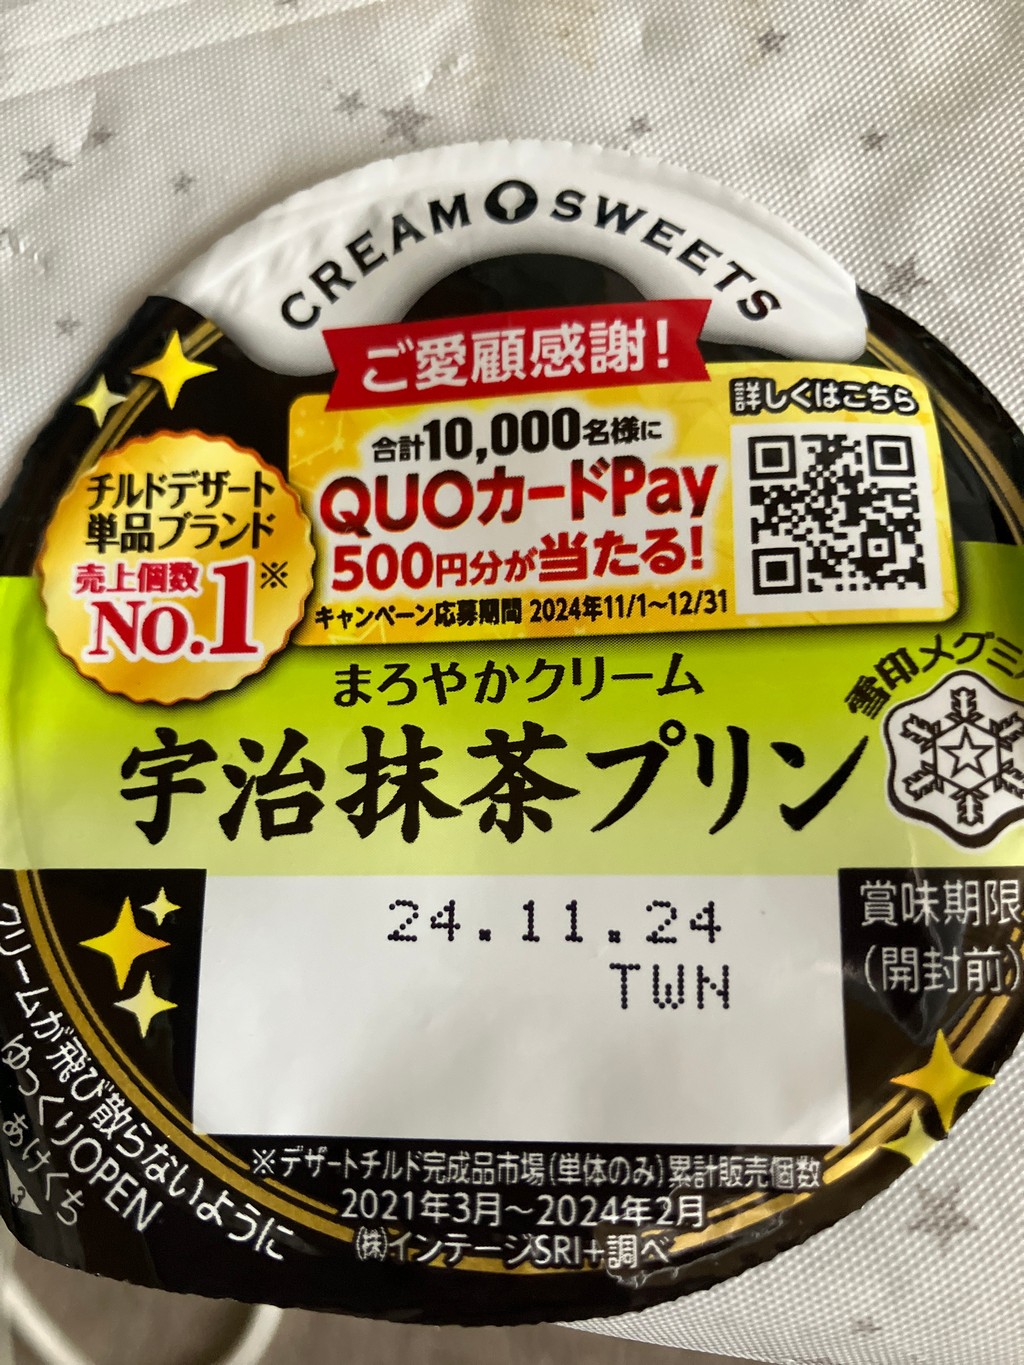 CREAM SWEETS
ご愛顧感謝!
詳しくはこちら
合計10,000名様に
QUOカードPay
500円分が当たる!
キャンペーン応募期間 2024年11/1～12/31
チルドデザート
単品ブランド
売上個数
No.1※
まろやかクリーム
宇治抹茶プリン
雪印メグミ
24.11.24
TWN
賞味期限
(開封前)
クリームが飛び散らないように
ゆっくりOPEN
あけくち
※デザートチルド完成品市場(単体のみ)累計販売個数
2021年3月～2024年2月
㈱インテージSRI+調べ